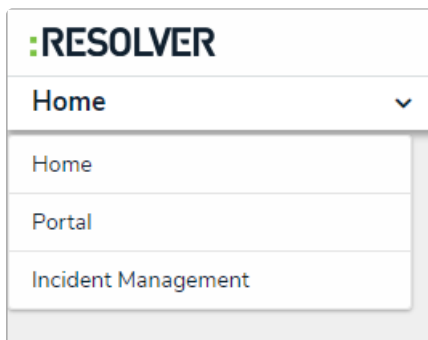 :RESOLVER
Home
Home
Portal
Incident Management